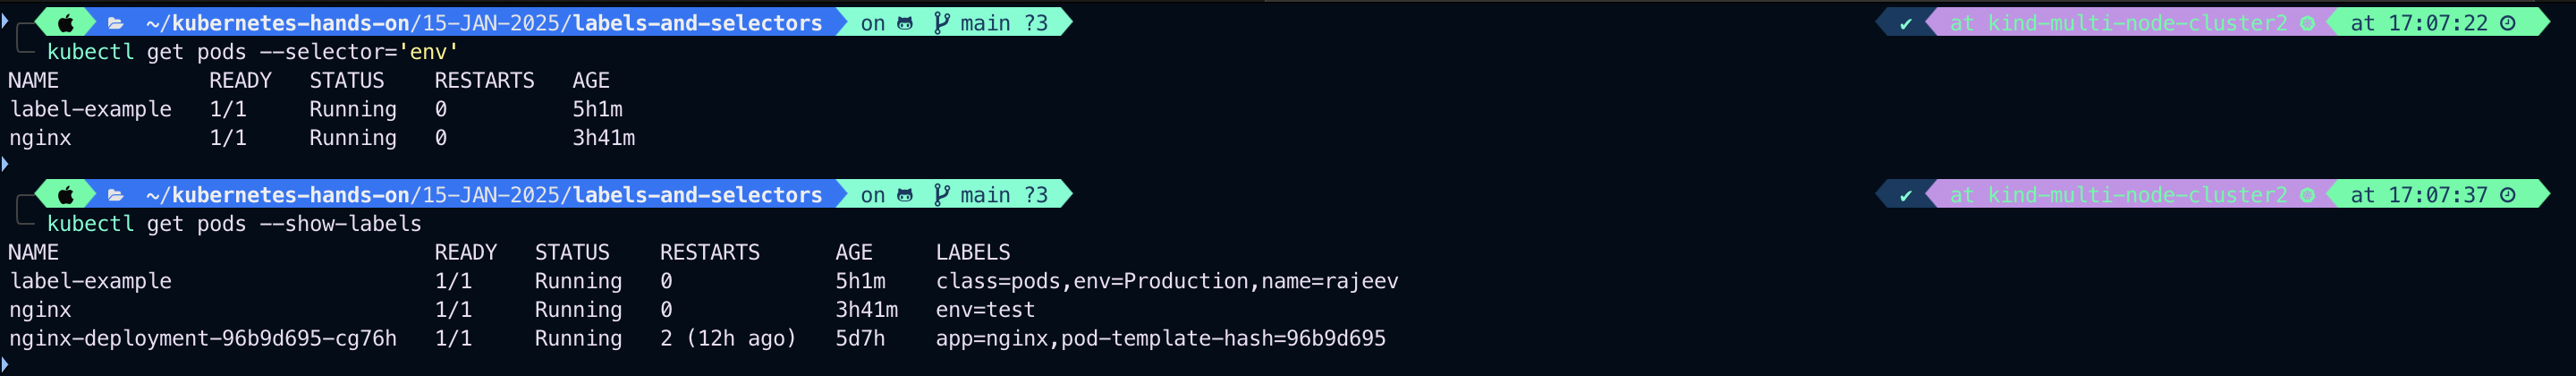 ~/kubernetes-hands-on/15-JAN-2025/labels-and-selectors on main ?3 ✔ at kind-multi-node-cluster2 at 17:07:22
kubectl get pods --selector='env'
NAME READY STATUS RESTARTS AGE
label-example 1/1 Running 0 5h1m
nginx 1/1 Running 0 3h41m
~/kubernetes-hands-on/15-JAN-2025/labels-and-selectors on main ?3 ✔ at kind-multi-node-cluster2 at 17:07:37
kubectl get pods --show-labels
NAME READY STATUS RESTARTS AGE LABELS
label-example 1/1 Running 0 5h1m class=pods,env=Production,name=rajeev
nginx 1/1 Running 0 3h41m env=test
nginx-deployment-96b9d695-cg76h 1/1 Running 2 (12h ago) 5d7h app=nginx,pod-template-hash=96b9d695